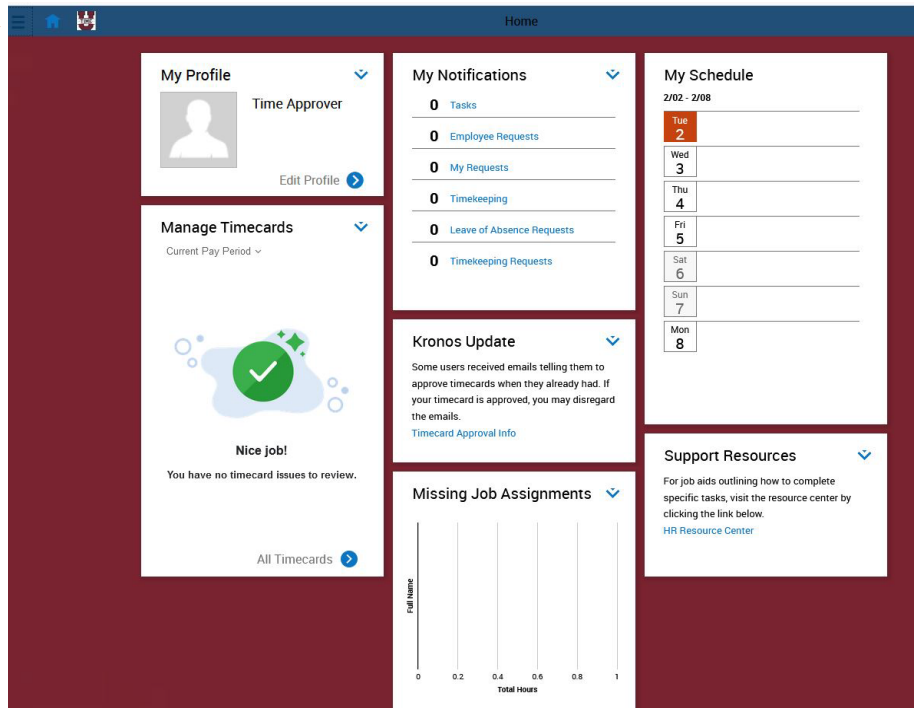 Home
My Profile
Time Approver
Edit Profile
Manage Timecards
Current Pay Period
Nice job!
You have no timecard issues to review.
All Timecards
My Notifications
0 Tasks
0 Employee Requests
0 My Requests
0 Timekeeping
0 Leave of Absence Requests
0 Timekeeping Requests
Kronos Update
Some users received emails telling them to
approve timecards when they already had. If
your timecard is approved, you may disregard
the emails.
Timecard Approval Info
Missing Job Assignments
Full Name
0 0.2 0.4 0.6 0.8 1
Total Hours
My Schedule
2/02 - 2/08
Tue
2
Wed
3
Thu
4
Fri
5
Sat
6
Sun
7
Mon
8
Support Resources
For job aids outlining how to complete
specific tasks, visit the resource center by
clicking the link below.
HR Resource Center